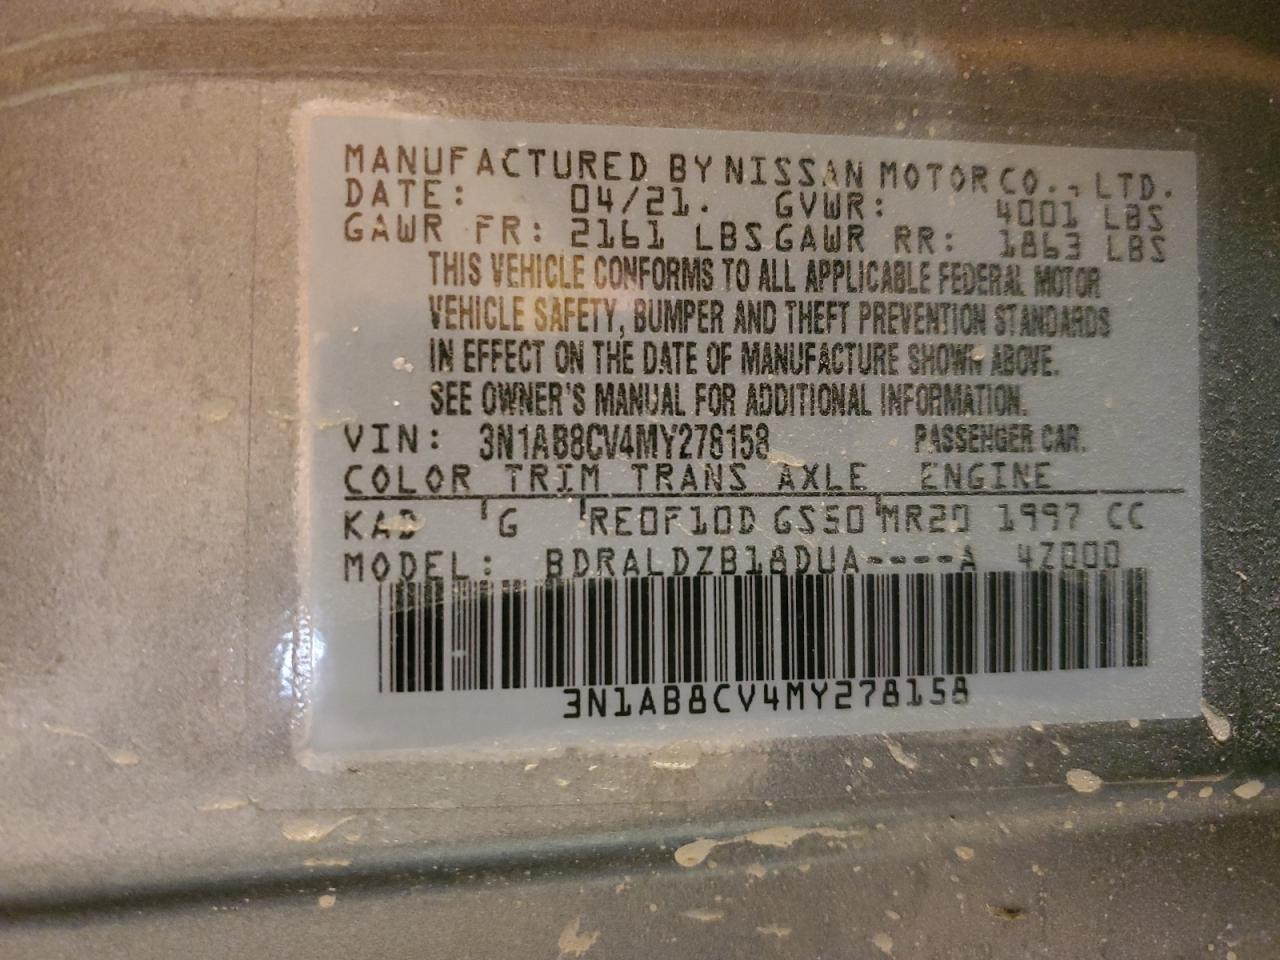 MANUFACTURED BY NISSAN MOTOR CO., LTD.
DATE: 04/21. GVWR: 4001 LBS
GAWR FR: 2161 LBS GAWR RR: 1863 LBS
THIS VEHICLE CONFORMS TO ALL APPLICABLE FEDERAL MOTOR
VEHICLE SAFETY, BUMPER AND THEFT PREVENTION STANDARDS
IN EFFECT ON THE DATE OF MANUFACTURE SHOWN ABOVE.
SEE OWNER'S MANUAL FOR ADDITIONAL INFORMATION.
VIN: 3N1AB8CV4MY278158 PASSENGER CAR.
COLOR TRIM TRANS AXLE ENGINE
KAD G RE0F10D GS50 MR20 1997 CC
MODEL: BDRALDZB18DUA----A 4Z000
3N1AB8CV4MY278158